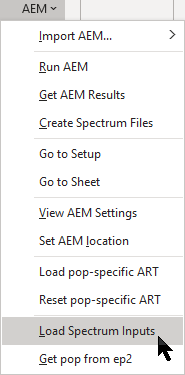 AEM
Import AEM...
Run AEM
Get AEM Results
Create Spectrum Files
Go to Setup
Go to Sheet
View AEM Settings
Set AEM location
Load pop-specific ART
Reset pop-specific ART
Load Spectrum Inputs
Get pop from ep2